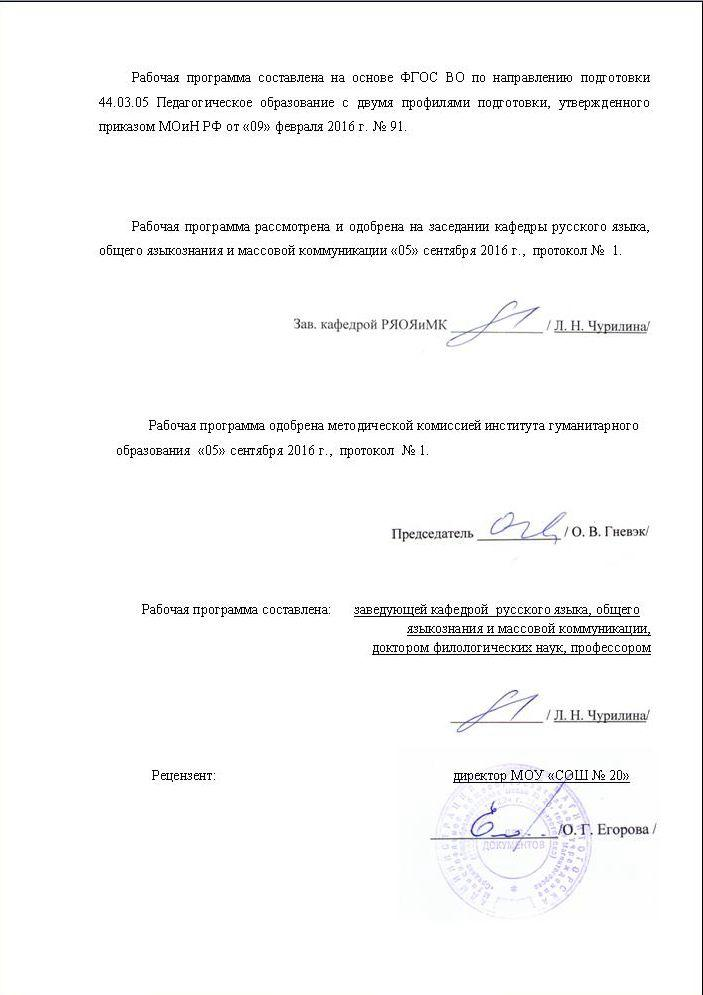 Рабочая программа составлена на основе ФГОС ВО по направлению подготовки
44.03.05 Педагогическое образование с двумя профилями подготовки, утвержденного
приказом МОиН РФ от «09» февраля 2016 г. № 91.
Рабочая программа рассмотрена и одобрена на заседании кафедры русского языка,
общего языкознания и массовой коммуникации «05» сентября 2016 г., протокол № 1.
Зав. кафедрой РЯОЯиМК ______________ / Л. Н. Чурилина/
Рабочая программа одобрена методической комиссией института гуманитарного
образования «05» сентября 2016 г., протокол № 1.
Председатель ____________ / О. В. Гневэк/
Рабочая программа составлена: заведующей кафедрой русского языка, общего
языкознания и массовой коммуникации,
доктором филологических наук, профессором
______________ / Л. Н. Чурилина/
Рецензент: директор МОУ «СОШ № 20»
___________________/О. Г. Егорова /
ДОКУМЕНТОВ